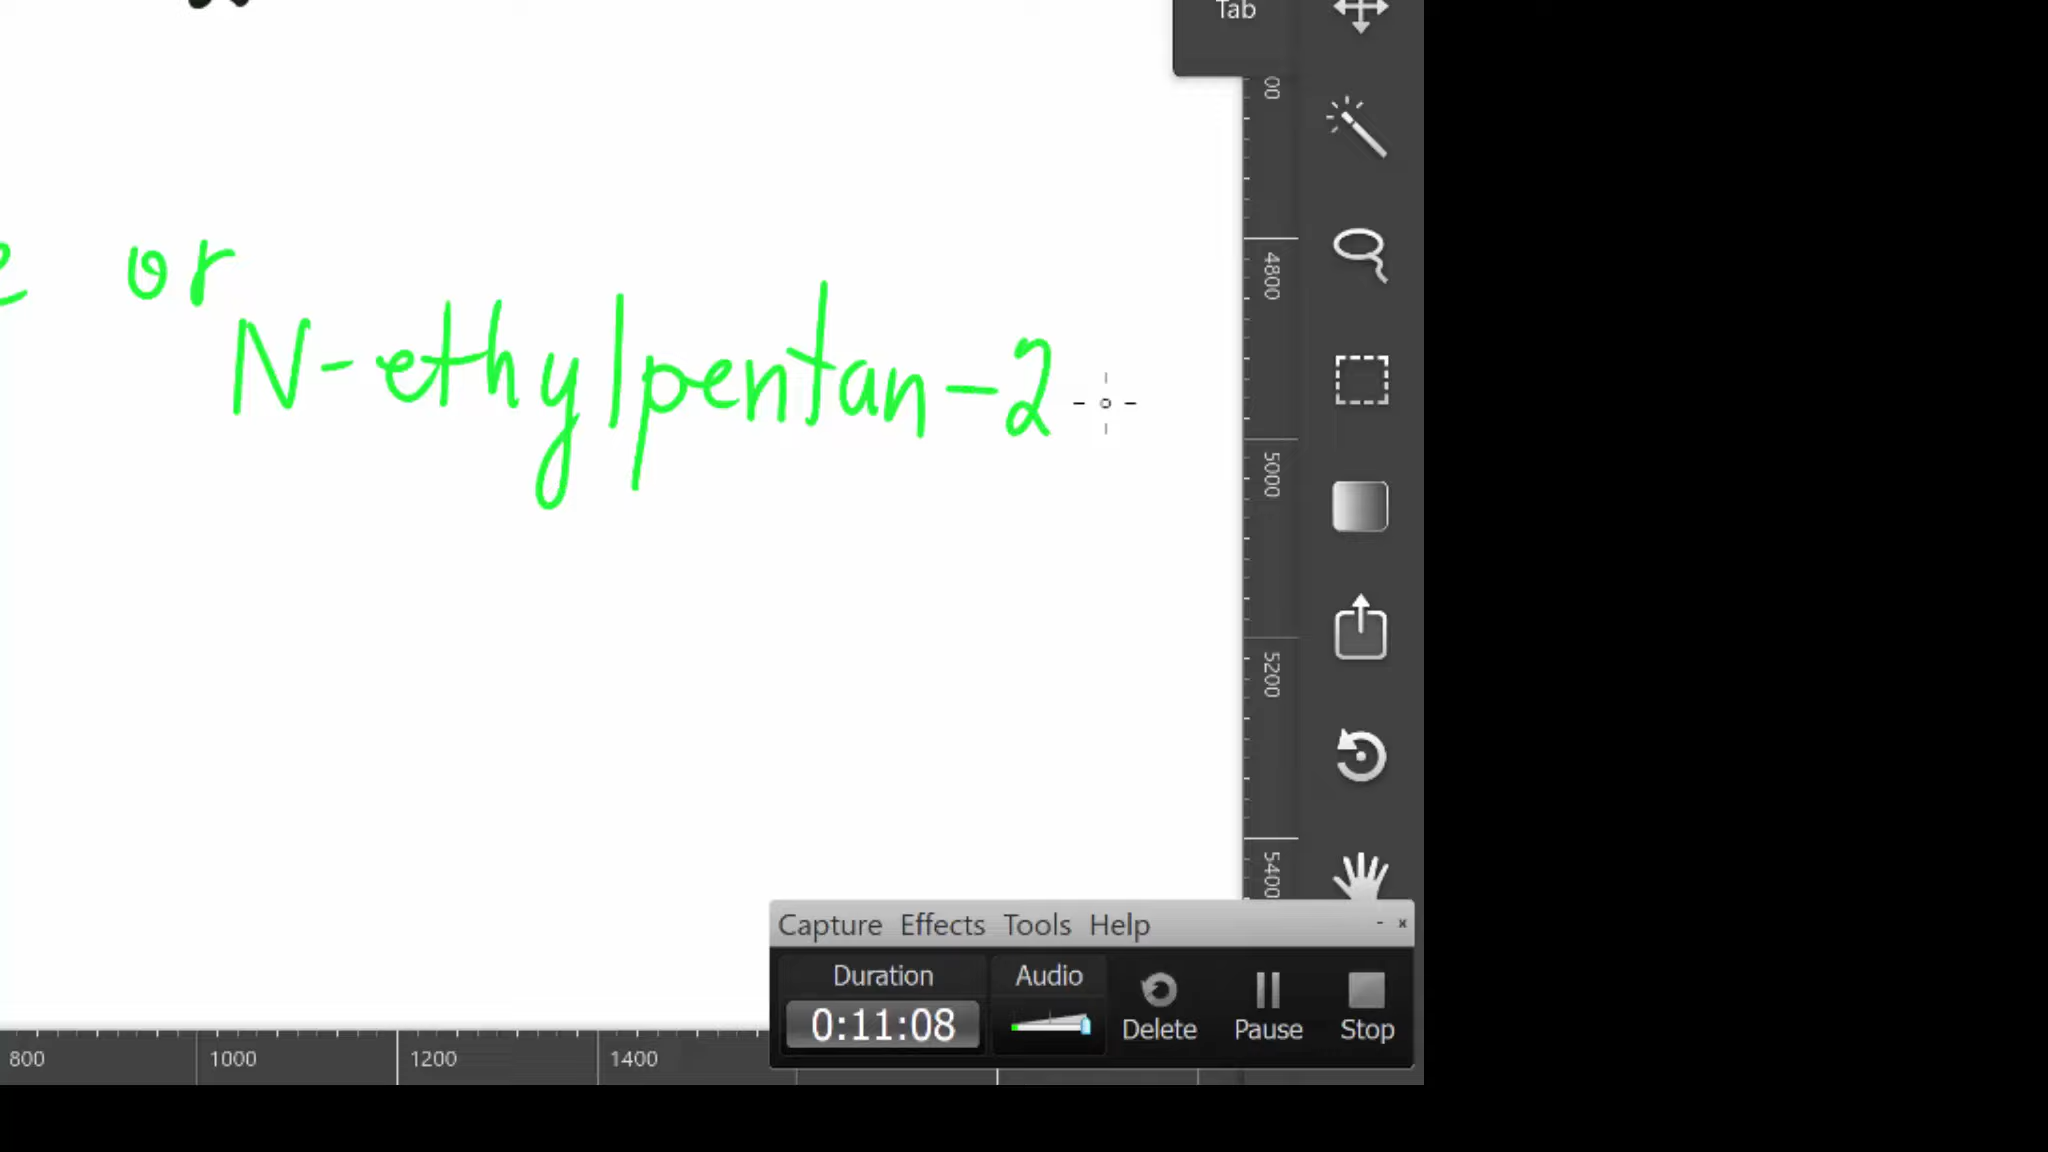 Tab
00
e or
N-ethylpentan-2
4800
5000
5200
5400
Capture Effects Tools Help
Duration
Audio
0:11:08
Delete
Pause
Stop
800
1000
1200
1400